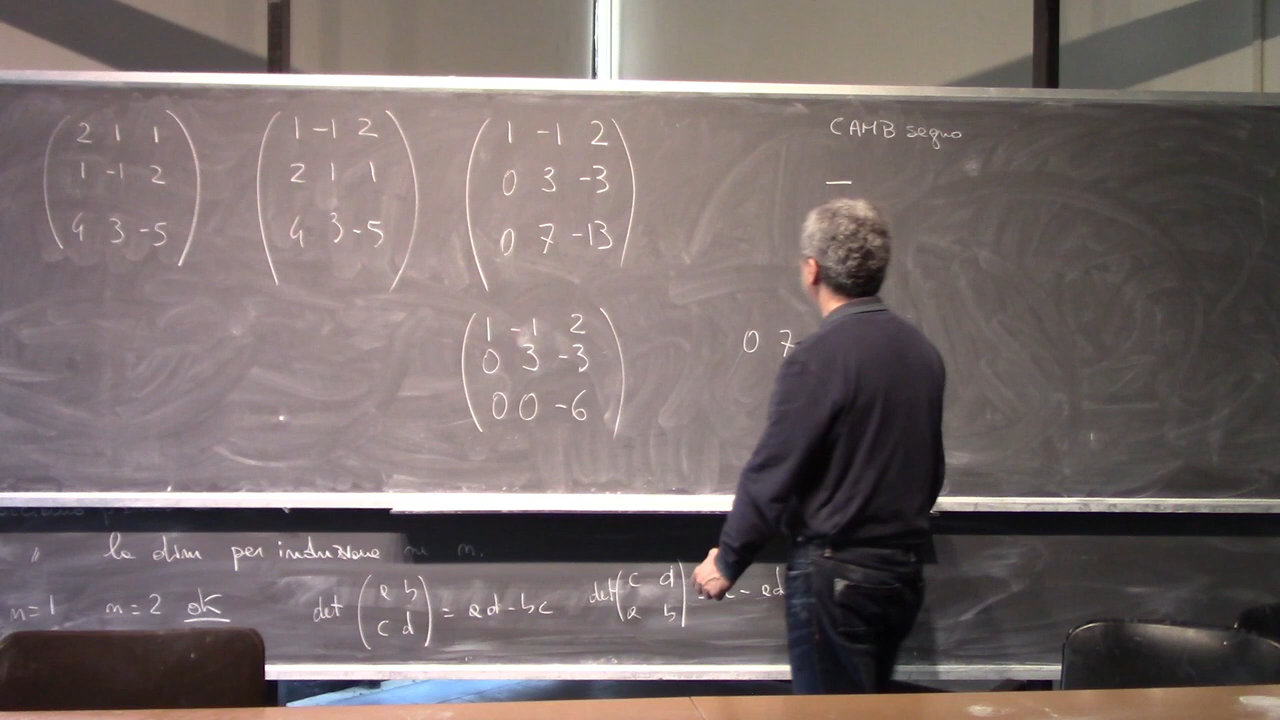 2 1 1
1 -1 2
4 3 -5
1 -1 2
2 1 1
4 3 -5
1 -1 2
0 3 -3
0 7 -13
CAMB segno
—
1 -1 2
0 3 -3
0 0 -6
0 7
" la dim per induzione su n.
n=1 n=2 ok det (a b
c d) = ad-bc det (c d
a b) =